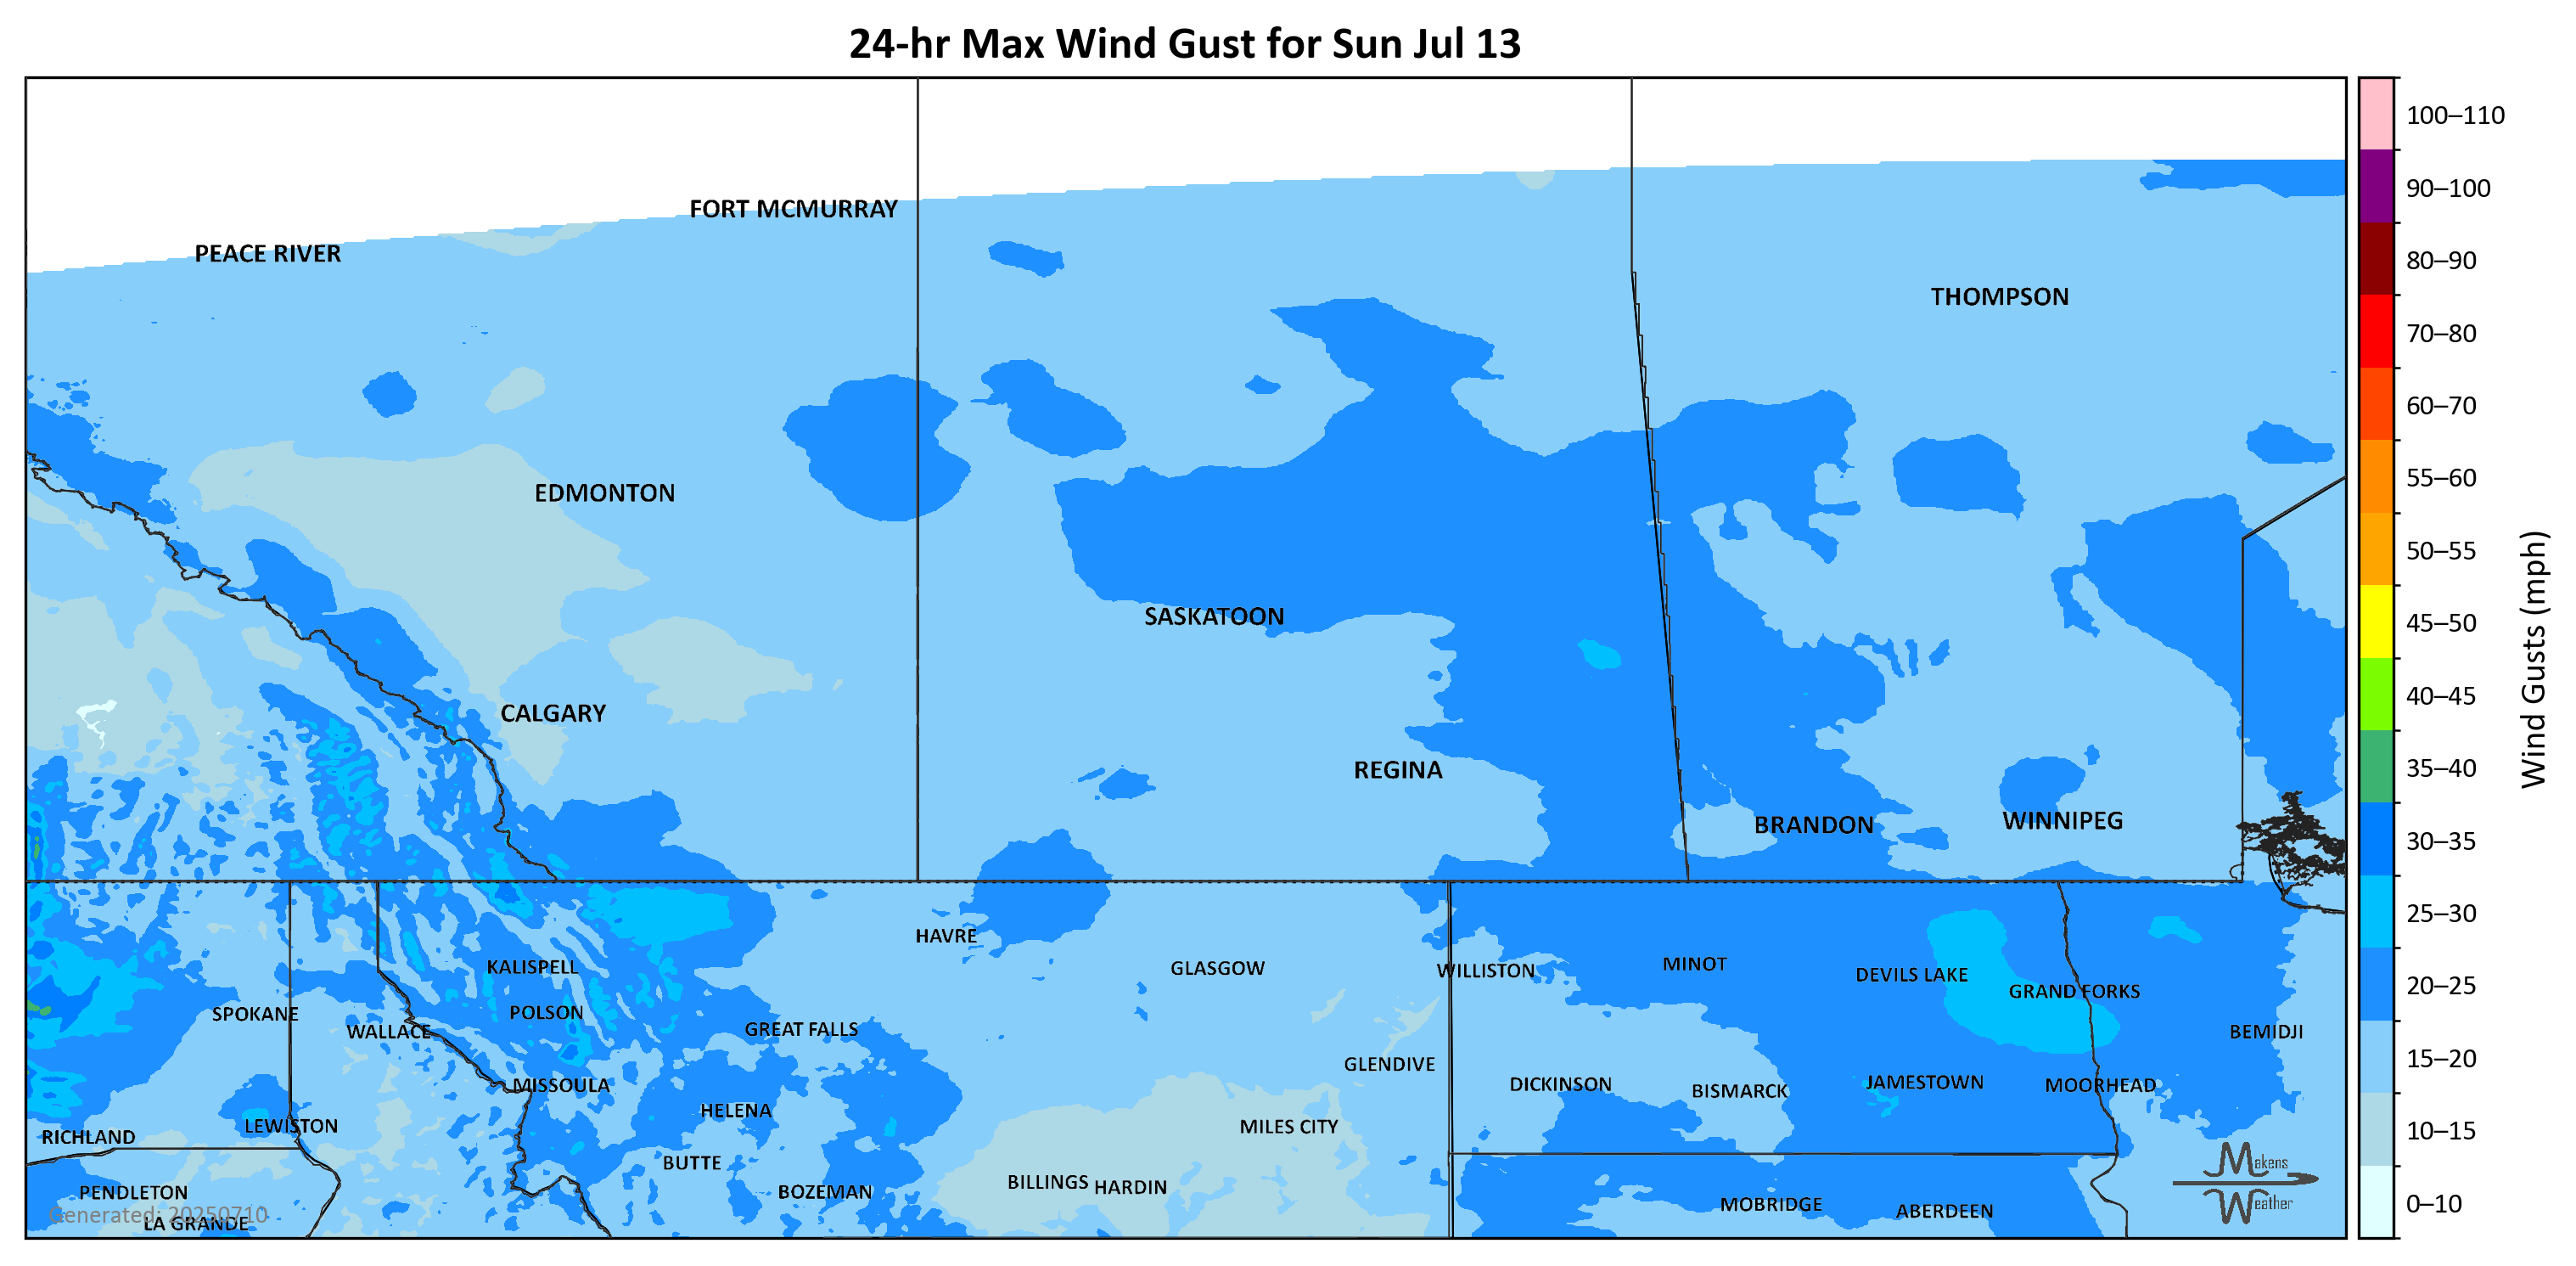 24-hr Max Wind Gust for Sun Jul 13
100–110
90–100
80–90
70–80
60–70
55–60
50–55
45–50
40–45
35–40
30–35
25–30
20–25
15–20
10–15
0–10
Wind Gusts (mph)
FORT MCMURRAY
PEACE RIVER
THOMPSON
EDMONTON
SASKATOON
CALGARY
REGINA
BRANDON
WINNIPEG
HAVRE
KALISPELL
GLASGOW
WILLISTON
MINOT
DEVILS LAKE
GRAND FORKS
SPOKANE
POLSON
WALLACE
GREAT FALLS
BEMIDJI
GLENDIVE
MISSOULA
DICKINSON
BISMARCK
JAMESTOWN
MOORHEAD
HELENA
LEWISTON
MILES CITY
RICHLAND
BUTTE
BILLINGS
HARDIN
PENDLETON
BOZEMAN
MOBRIDGE
ABERDEEN
Generated: 20250710
LA GRANDE
Makens
Weather